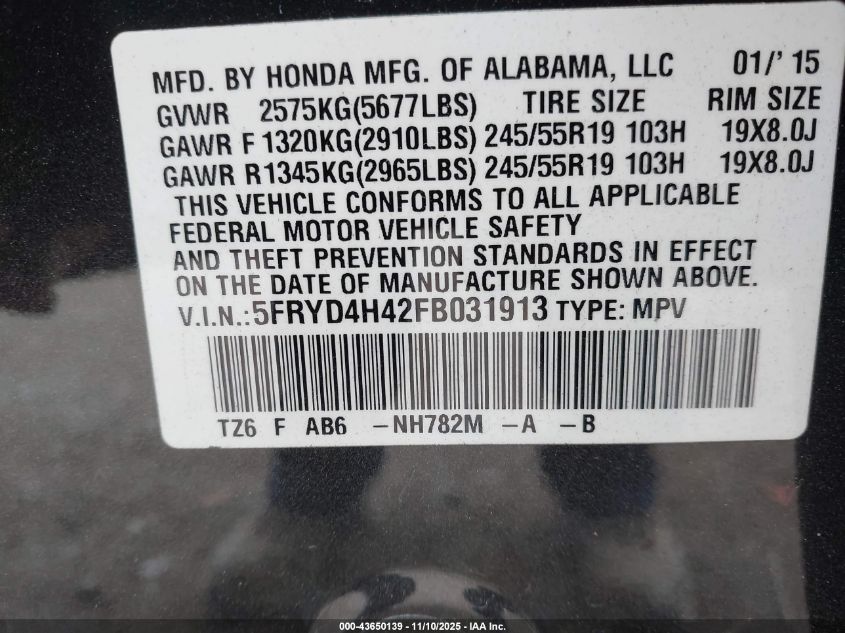 MFD. BY HONDA MFG. OF ALABAMA, LLC 01/'15
GVWR 2575KG(5677LBS) TIRE SIZE RIM SIZE
GAWR F 1320KG(2910LBS) 245/55R19 103H 19X8.0J
GAWR R1345KG(2965LBS) 245/55R19 103H 19X8.0J
THIS VEHICLE CONFORMS TO ALL APPLICABLE
FEDERAL MOTOR VEHICLE SAFETY
AND THEFT PREVENTION STANDARDS IN EFFECT
ON THE DATE OF MANUFACTURE SHOWN ABOVE.
V.I.N.:5FRYD4H42FB031913 TYPE: MPV
TZ6 F AB6 -NH782M -A -B
000-43650139 - 11/10/2025 - IAA Inc.